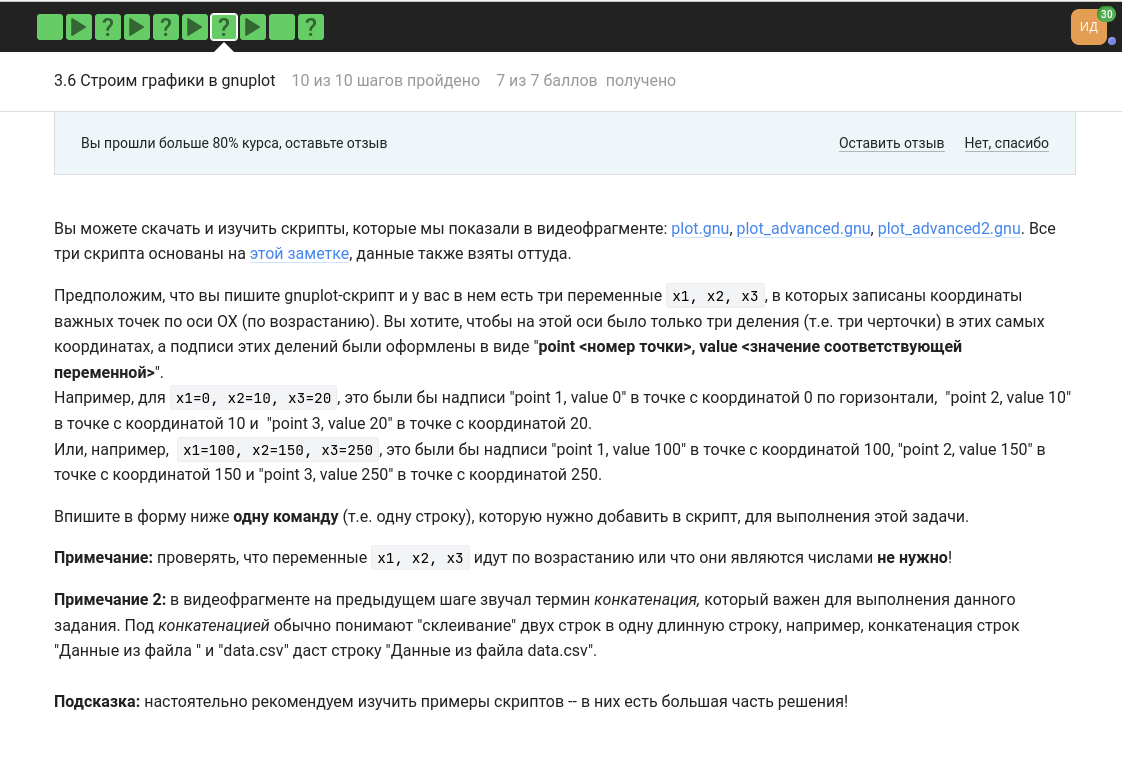 ? ? ? ?
30
ИД
3.6 Строим графики в gnuplot 10 из 10 шагов пройдено 7 из 7 баллов получено
Вы прошли больше 80% курса, оставьте отзыв Оставить отзыв Нет, спасибо
Вы можете скачать и изучить скрипты, которые мы показали в видеофрагменте: plot.gnu, plot_advanced.gnu, plot_advanced2.gnu. Все
три скрипта основаны на этой заметке, данные также взяты оттуда.
Предположим, что вы пишите gnuplot-скрипт и у вас в нем есть три переменные x1, x2, x3, в которых записаны координаты
важных точек по оси OX (по возрастанию). Вы хотите, чтобы на этой оси было только три деления (т.е. три черточки) в этих самых
координатах, а подписи этих делений были оформлены в виде "point <номер точки>, value <значение соответствующей
переменной>".
Например, для x1=0, x2=10, x3=20, это были бы надписи "point 1, value 0" в точке с координатой 0 по горизонтали, "point 2, value 10"
в точке с координатой 10 и "point 3, value 20" в точке с координатой 20.
Или, например, x1=100, x2=150, x3=250, это были бы надписи "point 1, value 100" в точке с координатой 100, "point 2, value 150" в
точке с координатой 150 и "point 3, value 250" в точке с координатой 250.
Впишите в форму ниже одну команду (т.е. одну строку), которую нужно добавить в скрипт, для выполнения этой задачи.
Примечание: проверять, что переменные x1, x2, x3 идут по возрастанию или что они являются числами не нужно!
Примечание 2: в видеофрагменте на предыдущем шаге звучал термин конкатенация, который важен для выполнения данного
задания. Под конкатенацией обычно понимают "склеивание" двух строк в одну длинную строку, например, конкатенация строк
"Данные из файла " и "data.csv" даст строку "Данные из файла data.csv".
Подсказка: настоятельно рекомендуем изучить примеры скриптов -- в них есть большая часть решения!